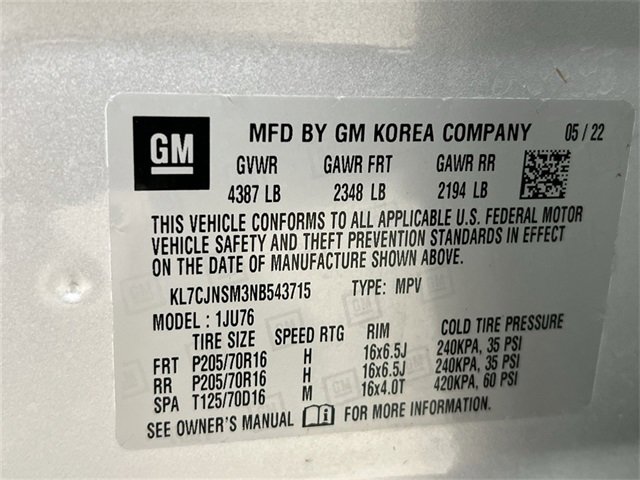 GM
MFD BY GM KOREA COMPANY 05 / 22
GVWR GAWR FRT GAWR RR
4387 LB 2348 LB 2194 LB
THIS VEHICLE CONFORMS TO ALL APPLICABLE U.S. FEDERAL MOTOR
VEHICLE SAFETY AND THEFT PREVENTION STANDARDS IN EFFECT
ON THE DATE OF MANUFACTURE SHOWN ABOVE.
KL7CJNSM3NB543715 TYPE: MPV
MODEL : 1JU76
TIRE SIZE SPEED RTG RIM COLD TIRE PRESSURE
FRT P205/70R16 H 16x6.5J 240KPA, 35 PSI
RR P205/70R16 H 16x6.5J 240KPA, 35 PSI
SPA T125/70D16 M 16x4.0T 420KPA, 60 PSI
SEE OWNER'S MANUAL FOR MORE INFORMATION.